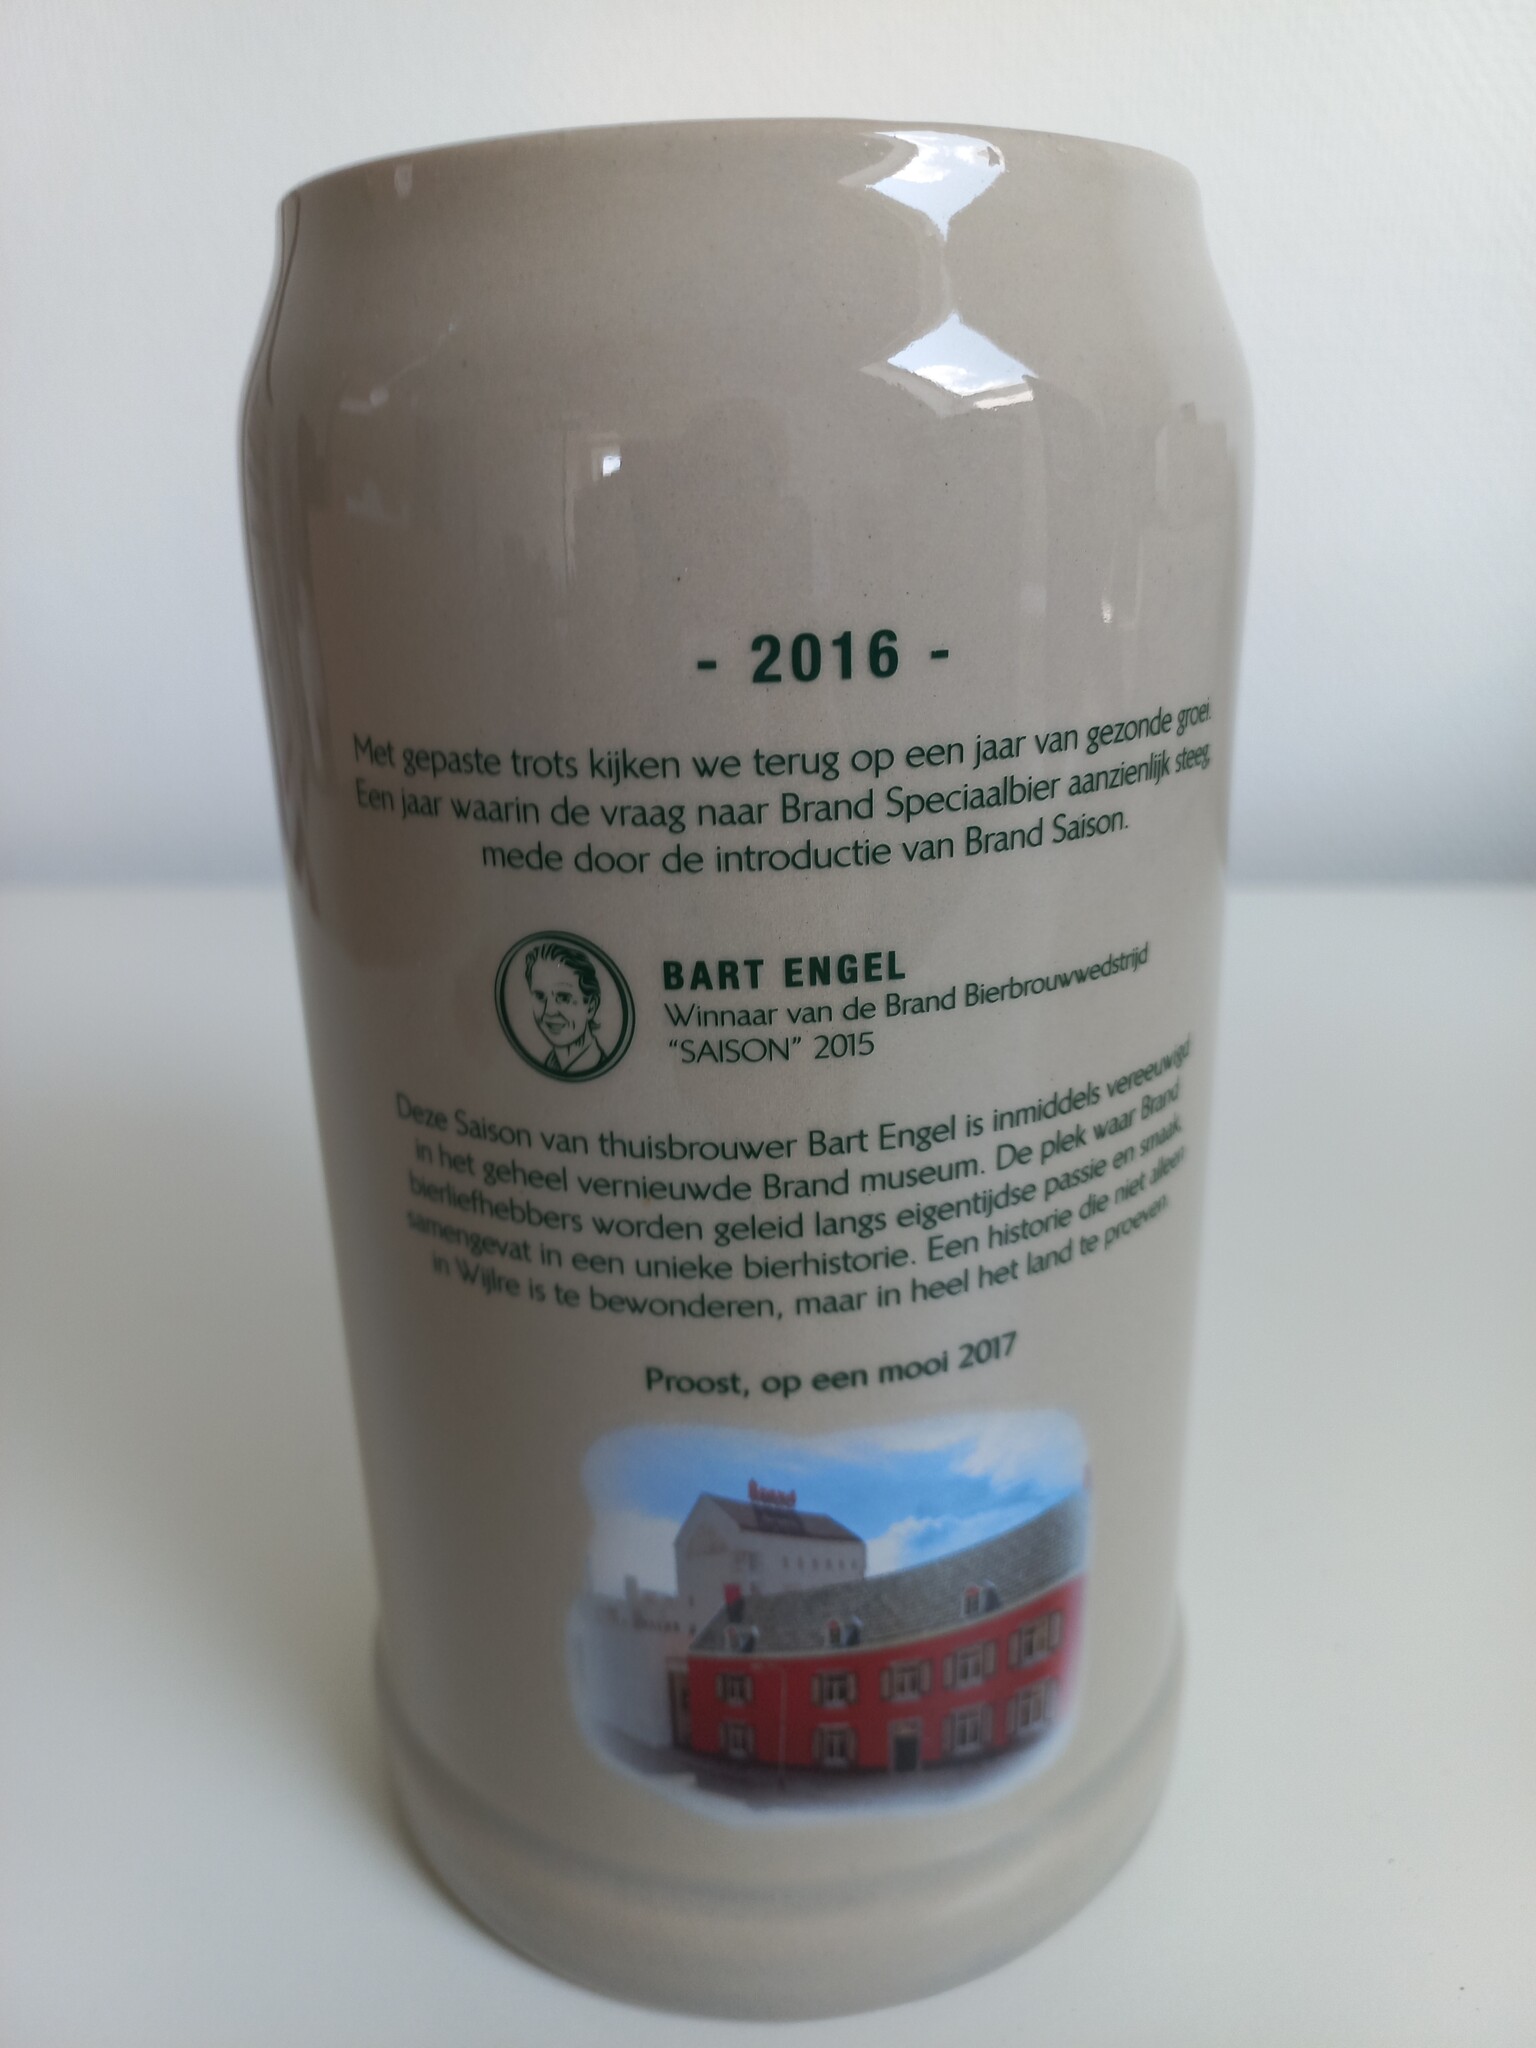 - 2016 -
Met gepaste trots kijken we terug op een jaar van gezonde groei.
Een jaar waarin de vraag naar Brand Speciaalbier aanzienlijk steeg,
mede door de introductie van Brand Saison.
BART ENGEL
Winnaar van de Brand Bierbrouwwedstrijd
“SAISON” 2015
Deze Saison van thuisbrouwer Bart Engel is inmiddels vereeuwigd
in het geheel vernieuwde Brand museum. De plek waar Brand
bierliefhebbers worden geleid langs eigentijdse passie en smaak,
samengevat in een unieke bierhistorie. Een historie die niet alleen
in Wijlre is te bewonderen, maar in heel het land te proeven.
Proost, op een mooi 2017
Brand